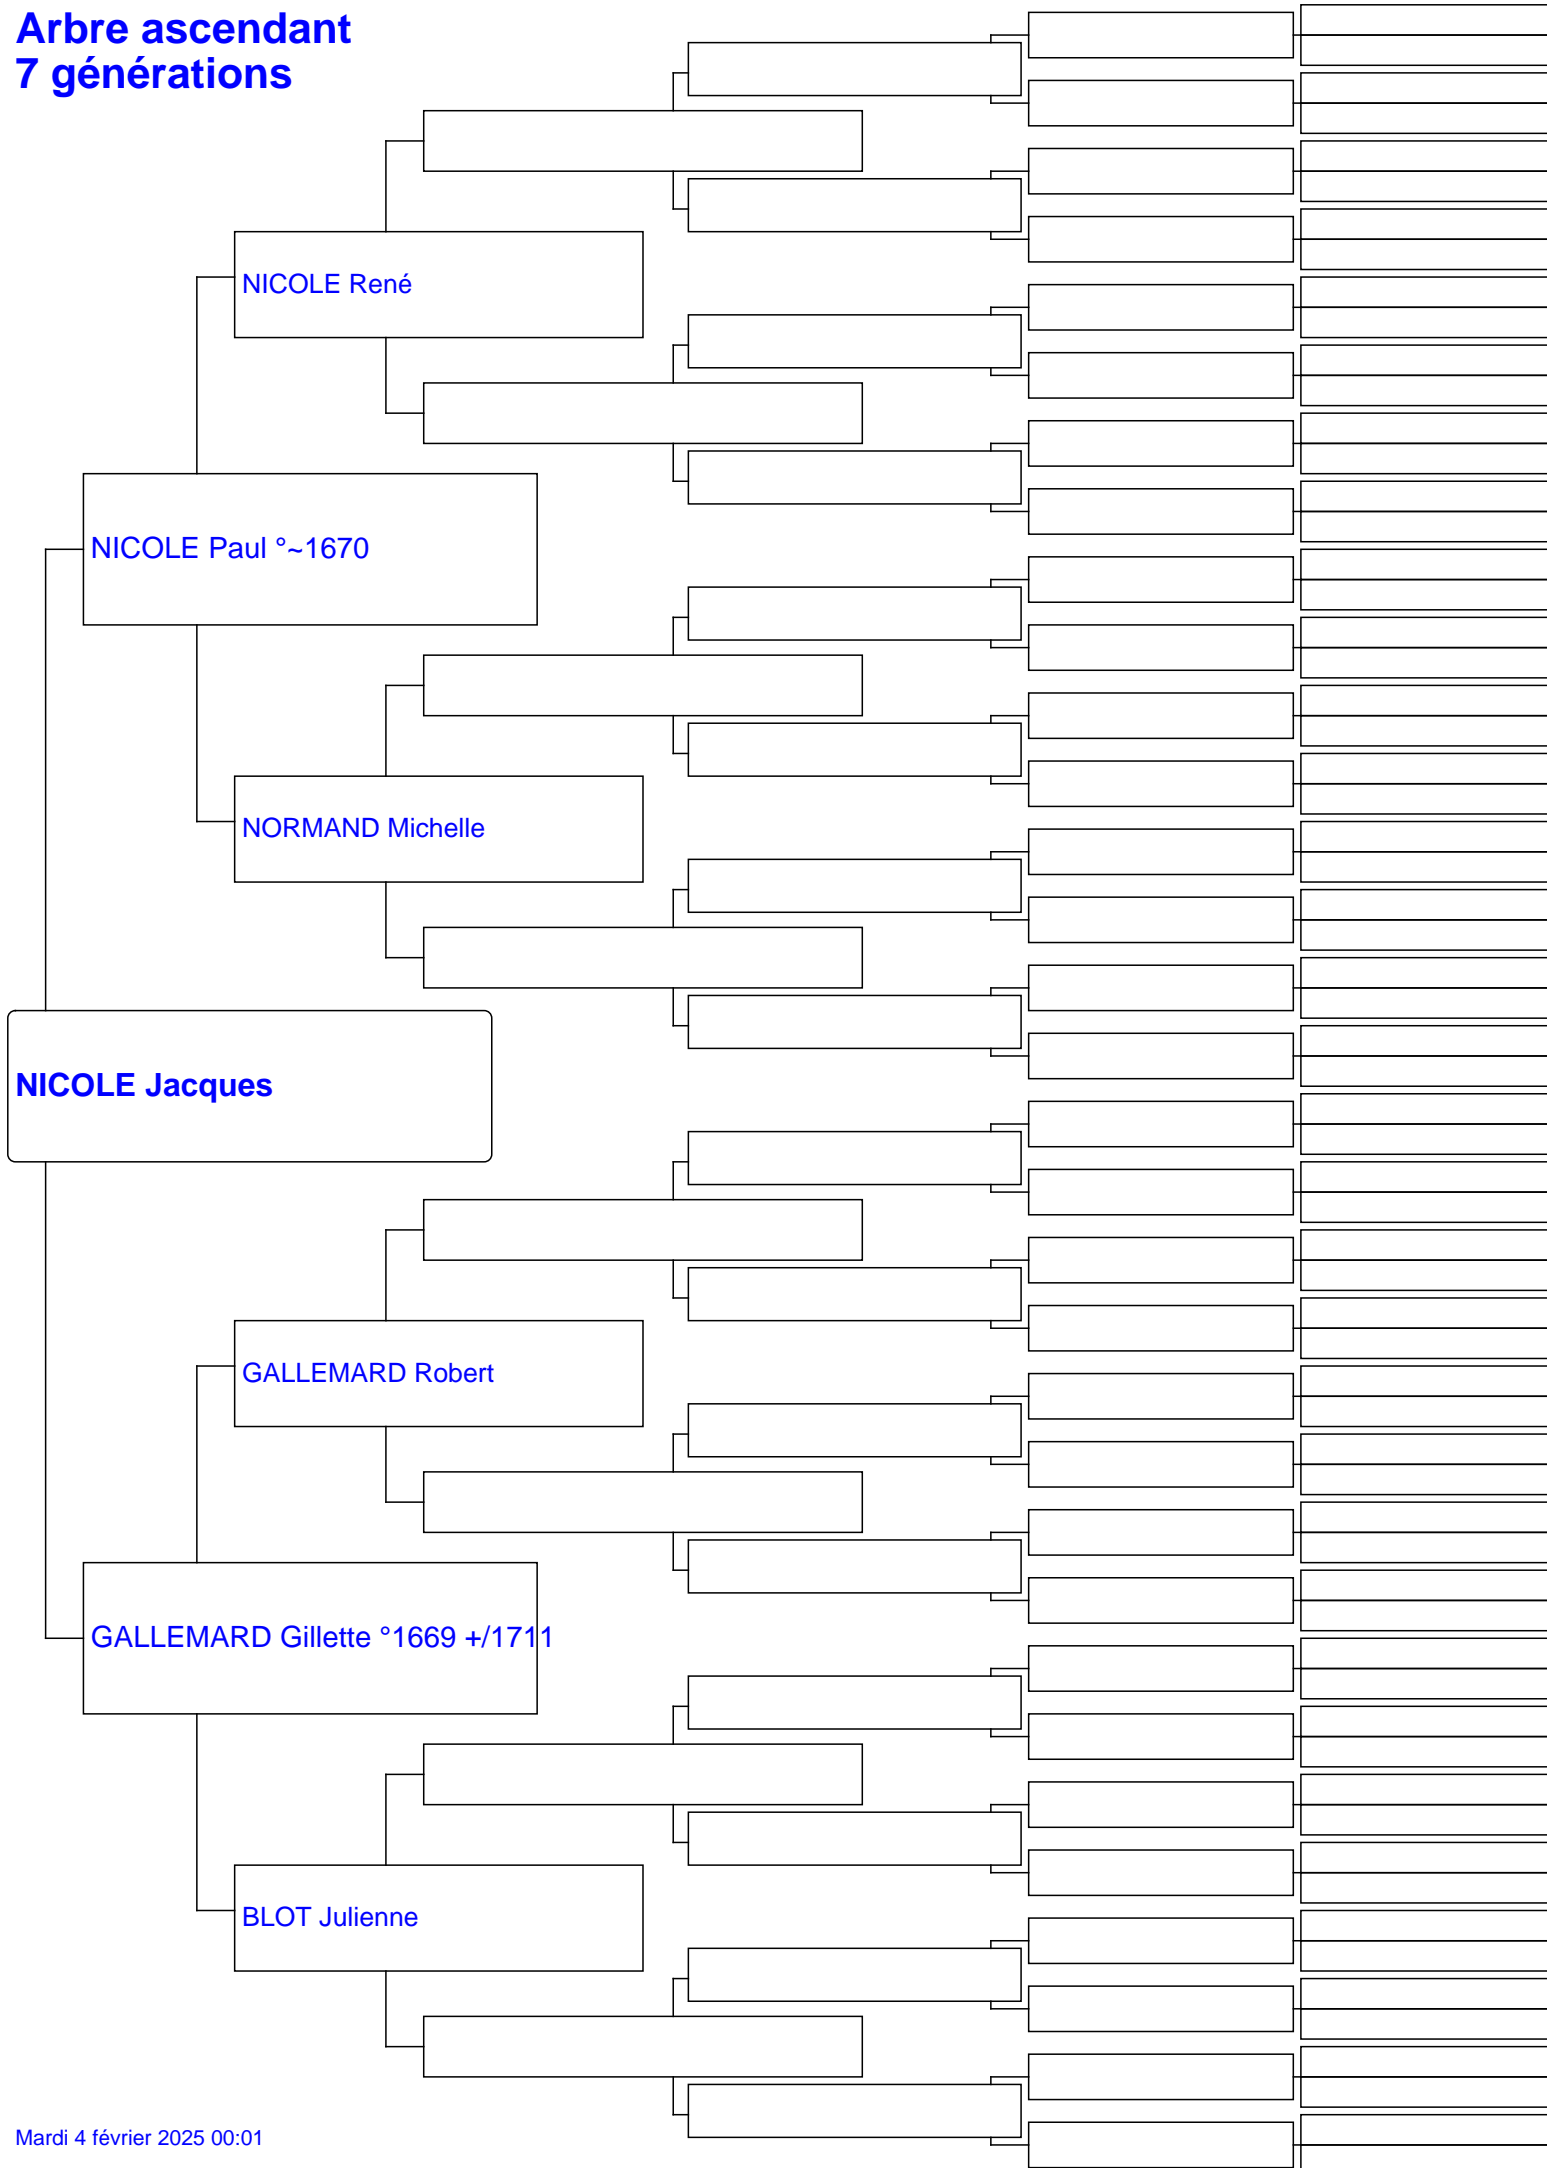 Arbre ascendant
7 générations
NICOLE René
NICOLE Paul °~1670
NORMAND Michelle
NICOLE Jacques
GALLEMARD Robert
GALLEMARD Gillette °1669 +/1711
BLOT Julienne
Mardi 4 février 2025 00:01